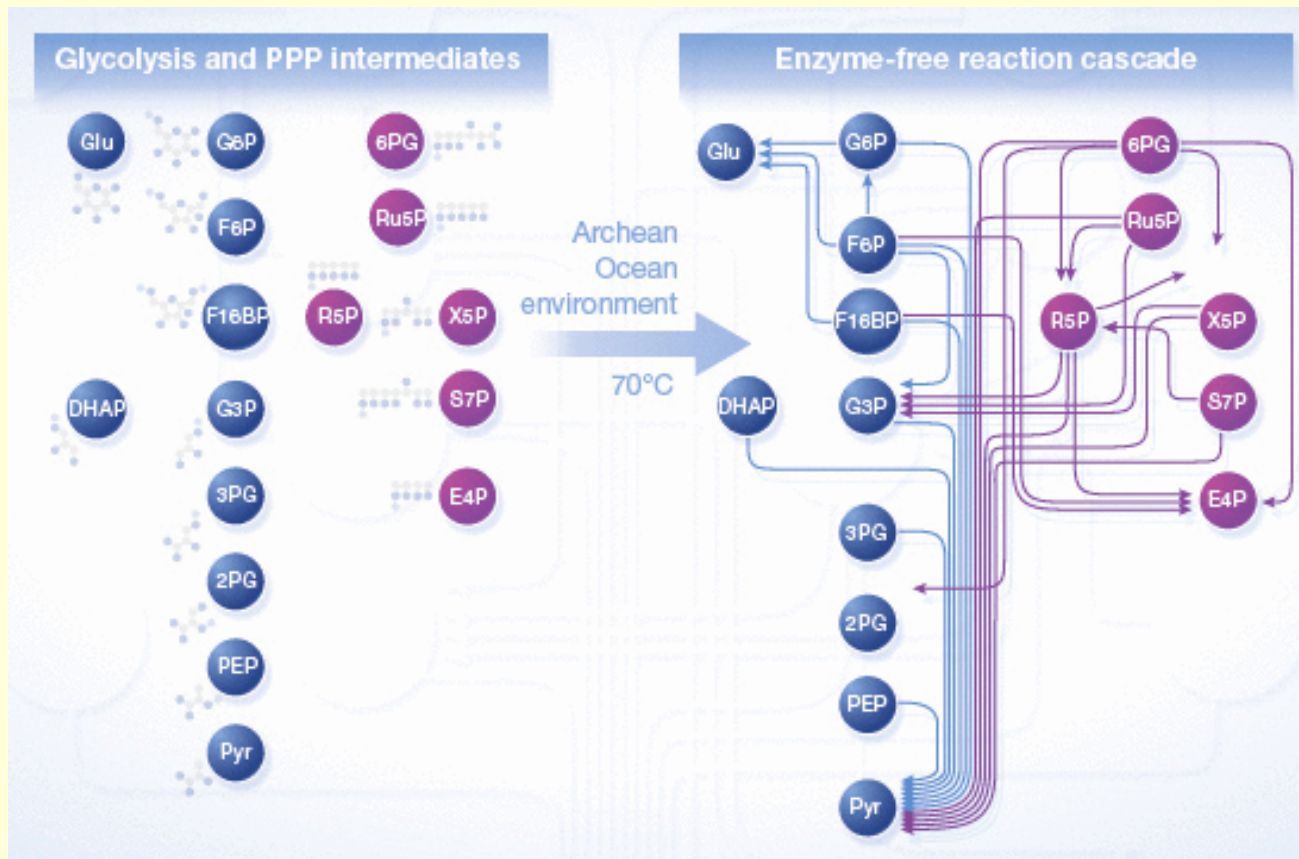 Glycolysis and PPP intermediates
Glu
G6P
6PG
F6P
Ru5P
F16BP
R5P
X5P
DHAP
G3P
S7P
3PG
E4P
2PG
PEP
Pyr
Archean
Ocean
environment
70°C
Enzyme-free reaction cascade
Glu
G6P
6PG
F6P
Ru5P
F16BP
R5P
X5P
DHAP
G3P
S7P
E4P
3PG
2PG
PEP
Pyr